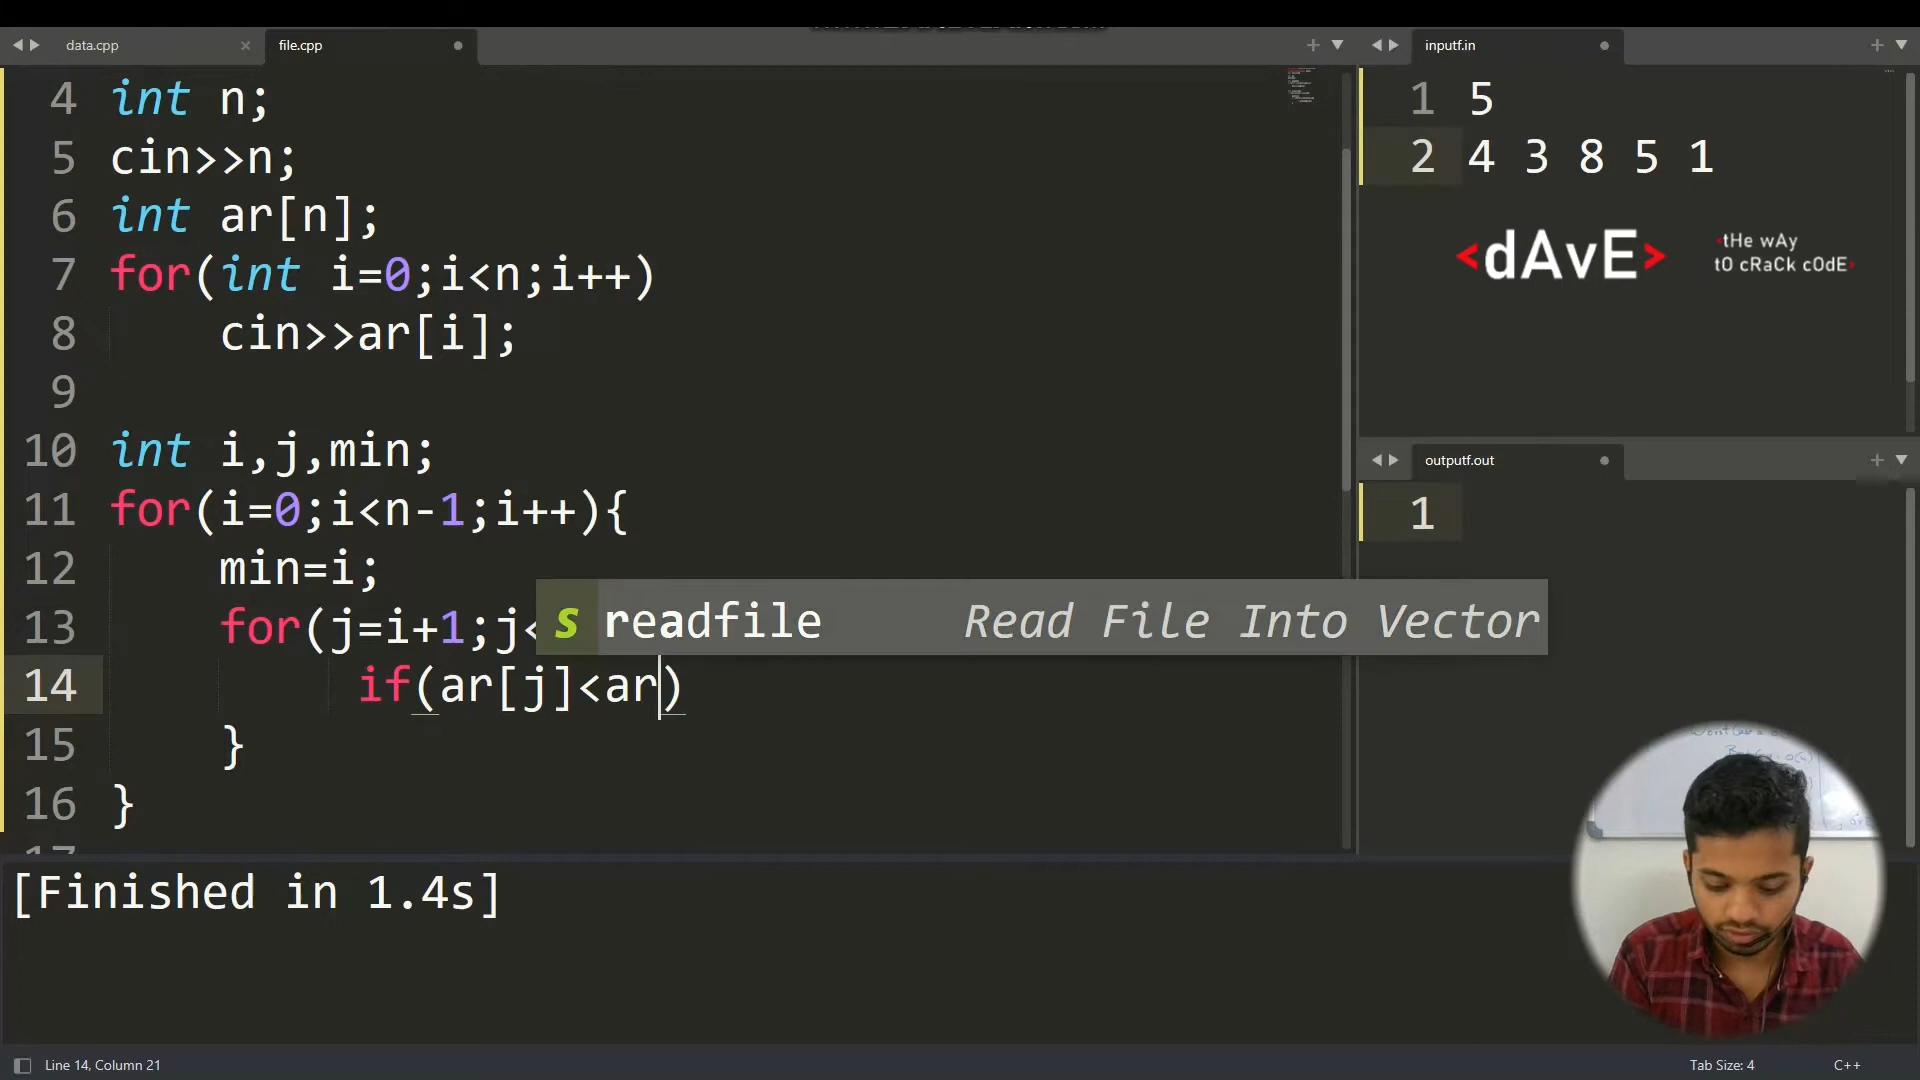 data.cpp ×
file.cpp
4 int n;
5 cin>>n;
6 int ar[n];
7 for(int i=0;i<n;i++)
8 cin>>ar[i];
9
10 int i,j,min;
11 for(i=0;i<n-1;i++){
12 min=i;
13 for(j=i+1;j<
s readfile Read File Into Vector
14 if(ar[j]<ar)
15 }
16 }
17
[Finished in 1.4s]
Line 14, Column 21
inputf.in
1 5
2 4 3 8 5 1
<dAvE>
<tHe wAy
tO cRaCk cOdE>
outputf.out
1
Tab Size: 4
C++